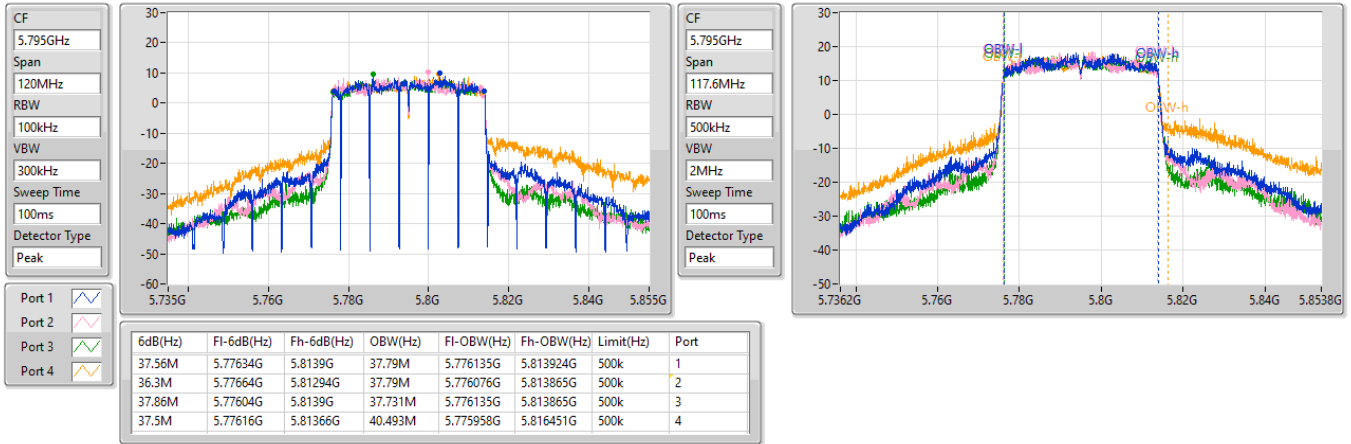 CF
5.795GHz
Span
120MHz
RBW
100kHz
VBW
300kHz
Sweep Time
100ms
Detector Type
Peak
30
20
10
0
-10
-20
-30
-40
-50
-60
5.735G 5.76G 5.78G 5.8G 5.82G 5.84G 5.855G
CF
5.795GHz
Span
117.6MHz
RBW
500kHz
VBW
2MHz
Sweep Time
100ms
Detector Type
Peak
30
20
10
0
-10
-20
-30
-40
-50
5.7362G 5.76G 5.78G 5.8G 5.82G 5.84G 5.8538G
OBW-l
OBW-h
OBW-h
Port 1
Port 2
Port 3
Port 4
6dB(Hz) Fl-6dB(Hz) Fh-6dB(Hz) OBW(Hz) Fl-OBW(Hz) Fh-OBW(Hz) Limit(Hz) Port
37.56M 5.77634G 5.8139G 37.79M 5.776135G 5.813924G 500k 1
36.3M 5.77664G 5.81294G 37.79M 5.776076G 5.813865G 500k 2
37.86M 5.77604G 5.8139G 37.731M 5.776135G 5.813865G 500k 3
37.5M 5.77616G 5.81366G 40.493M 5.775958G 5.816451G 500k 4